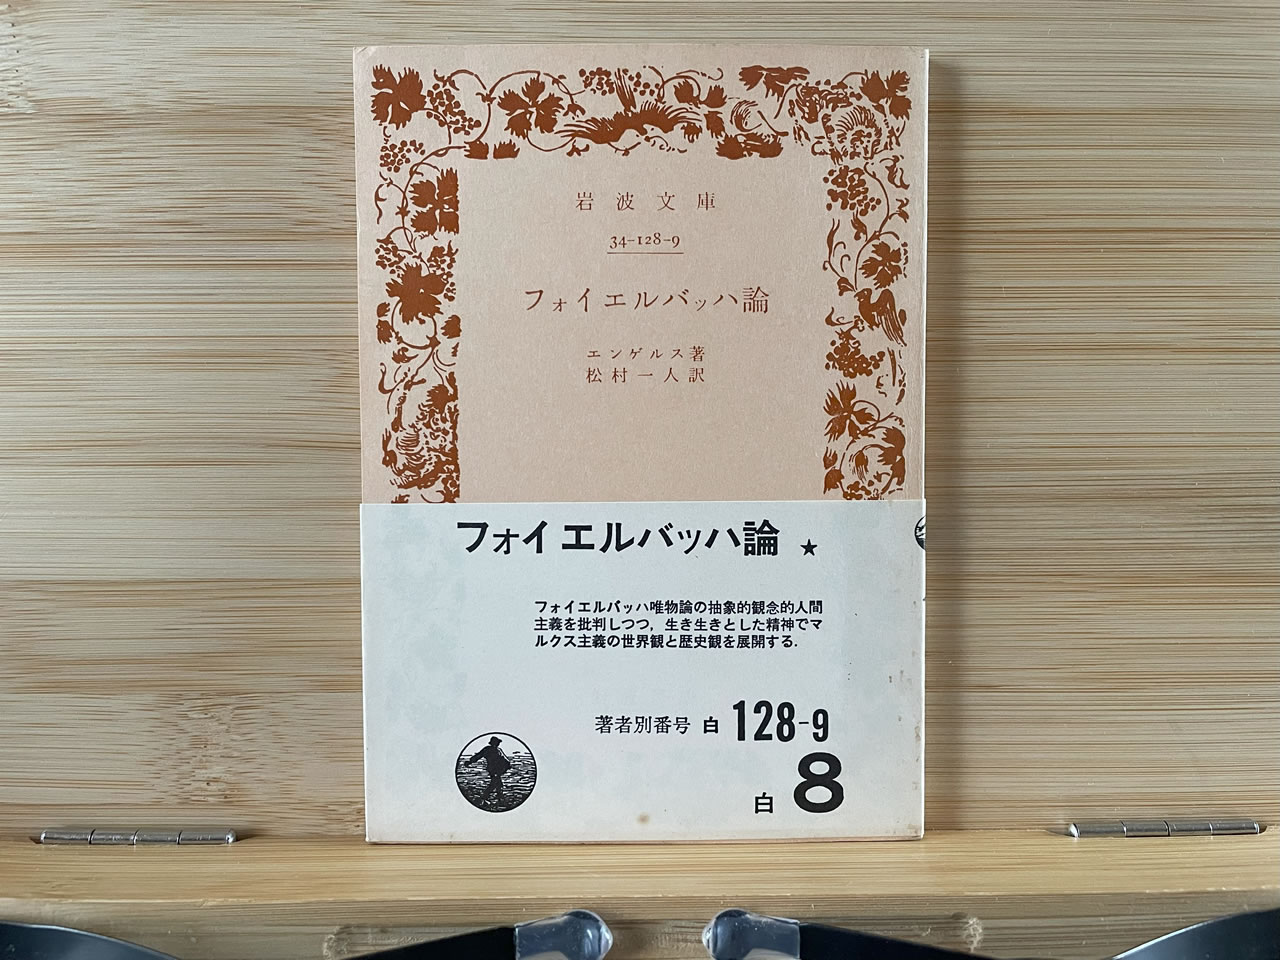 岩波文庫
34-128-9
フォイエルバッハ論
エンゲルス著
松村一人訳
フォイエルバッハ論 ★
フォイエルバッハ唯物論の抽象的観念的人間
主義を批判しつつ，生き生きとした精神でマ
ルクス主義の世界観と歴史観を展開する．
著者別番号 白 128-9
白 8